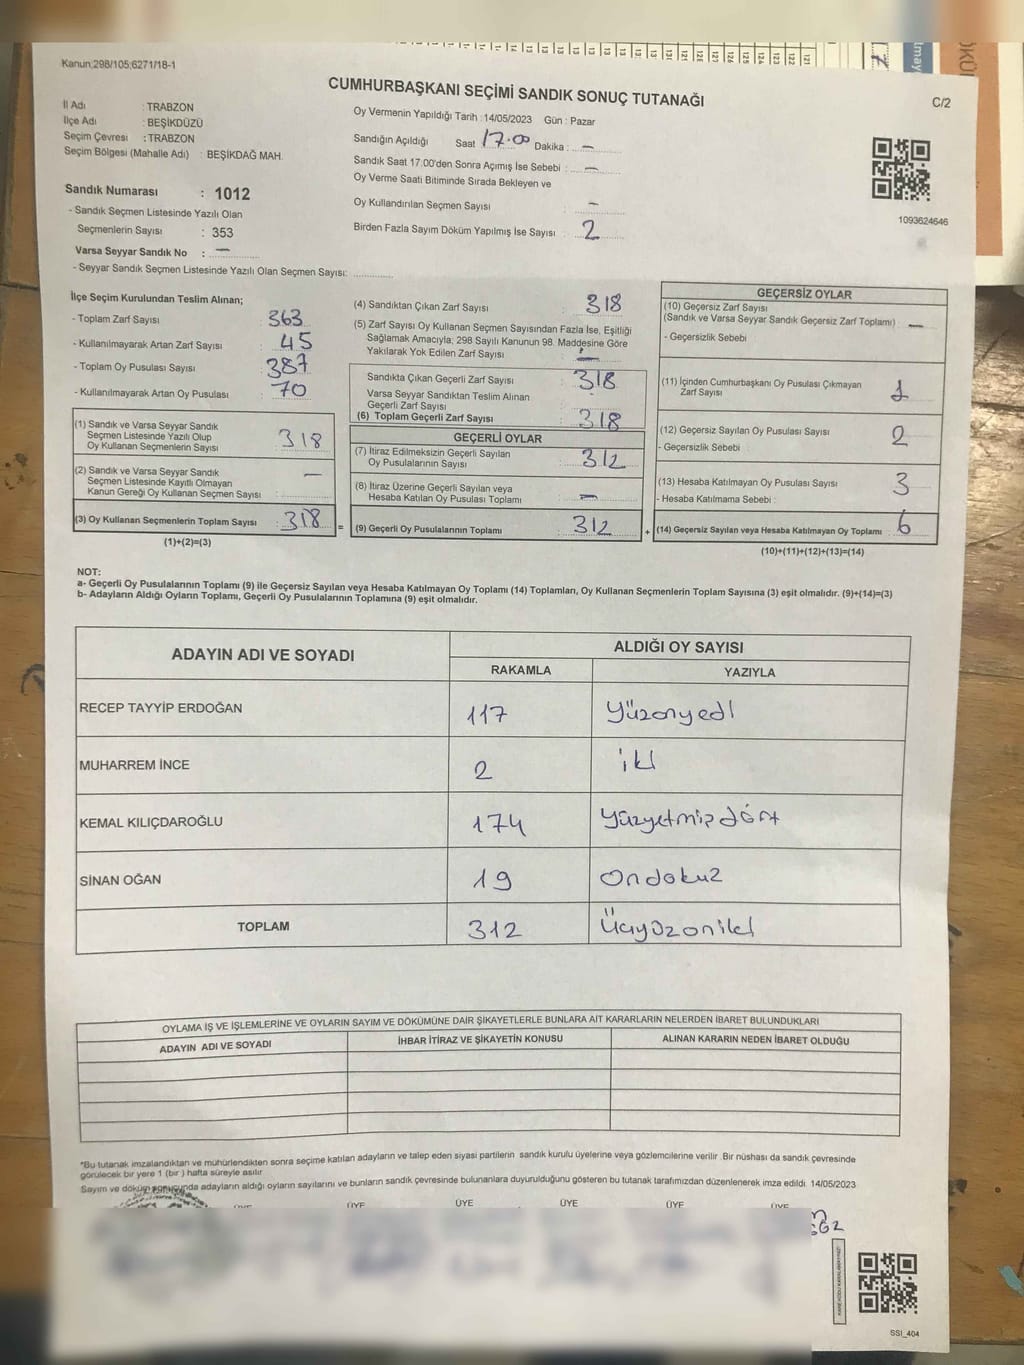 Kanun;298/105;6271/18-1
CUMHURBAŞKANI SEÇİMİ SANDIK SONUÇ TUTANAĞI
C/2
İl Adı : TRABZON
İlçe Adı : BEŞİKDÜZÜ
Seçim Çevresi : TRABZON
Seçim Bölgesi (Mahalle Adı) : BEŞİKDAĞ MAH.
Sandık Numarası : 1012
- Sandık Seçmen Listesinde Yazılı Olan
Seçmenlerin Sayısı : 353
Varsa Seyyar Sandık No : —
- Seyyar Sandık Seçmen Listesinde Yazılı Olan Seçmen Sayısı: ............
Oy Vermenin Yapıldığı Tarih : 14/05/2023 Gün : Pazar
Sandığın Açıldığı Saat 17.00 Dakika : —
Sandık Saat 17:00'den Sonra Açımış İse Sebebi : —
Oy Verme Saati Bitiminde Sırada Bekleyen ve
Oy Kullandırılan Seçmen Sayısı : —
Birden Fazla Sayım Döküm Yapılmış İse Sayısı : 2
1093624646
İlçe Seçim Kurulundan Teslim Alınan;
- Toplam Zarf Sayısı : 363
- Kullanılmayarak Artan Zarf Sayısı : 45
- Toplam Oy Pusulası Sayısı : 387
- Kullanılmayarak Artan Oy Pusulası : 70
(1) Sandık ve Varsa Seyyar Sandık
Seçmen Listesinde Yazılı Olup
Oy Kullanan Seçmenlerin Sayısı : 318
(2) Sandık ve Varsa Seyyar Sandık
Seçmen Listesinde Kayıtlı Olmayan
Kanun Gereği Oy Kullanan Seçmen Sayısı : —
(3) Oy Kullanan Seçmenlerin Toplam Sayısı : 318 =
(1)+(2)=(3)
(4) Sandıktan Çıkan Zarf Sayısı : 318
(5) Zarf Sayısı Oy Kullanan Seçmen Sayısından Fazla İse, Eşitliği
Sağlamak Amacıyla; 298 Sayılı Kanunun 98. Maddesine Göre
Yakılarak Yok Edilen Zarf Sayısı : —
Sandıkta Çıkan Geçerli Zarf Sayısı : 318
Varsa Seyyar Sandıktan Teslim Alınan
Geçerli Zarf Sayısı :
(6) Toplam Geçerli Zarf Sayısı : 318
GEÇERLİ OYLAR
(7) İtiraz Edilmeksizin Geçerli Sayılan
Oy Pusulalarının Sayısı : 312
(8) İtiraz Üzerine Geçerli Sayılan veya
Hesaba Katılan Oy Pusulası Toplamı : —
(9) Geçerli Oy Pusulalarının Toplamı : 312 +
GEÇERSİZ OYLAR
(10) Geçersiz Zarf Sayısı
(Sandık ve Varsa Seyyar Sandık Geçersiz Zarf Toplamı) : —
- Geçersizlik Sebebi
(11) İçinden Cumhurbaşkanı Oy Pusulası Çıkmayan
Zarf Sayısı : 1
(12) Geçersiz Sayılan Oy Pusulası Sayısı : 2
- Geçersizlik Sebebi :
(13) Hesaba Katılmayan Oy Pusulası Sayısı : 3
- Hesaba Katılmama Sebebi :
(14) Geçersiz Sayılan veya Hesaba Katılmayan Oy Toplamı : 6
(10)+(11)+(12)+(13)=(14)
NOT:
a- Geçerli Oy Pusulalarının Toplamı (9) ile Geçersiz Sayılan veya Hesaba Katılmayan Oy Toplamı (14) Toplamları, Oy Kullanan Seçmenlerin Toplam Sayısına (3) eşit olmalıdır. (9)+(14)=(3)
b- Adayların Aldığı Oyların Toplamı, Geçerli Oy Pusulalarının Toplamına (9) eşit olmalıdır.
ADAYIN ADI VE SOYADI ALDIĞI OY SAYISI
RAKAMLA YAZIYLA
RECEP TAYYİP ERDOĞAN 117 Yüzonyedi
MUHARREM İNCE 2 iki
KEMAL KILIÇDAROĞLU 174 Yüzyetmişdört
SİNAN OĞAN 19 Ondokuz
TOPLAM 312 Üçyüzoniki
OYLAMA İŞ VE İŞLEMLERİNE VE OYLARIN SAYIM VE DÖKÜMÜNE DAİR ŞİKAYETLERLE BUNLARA AİT KARARLARIN NELERDEN İBARET BULUNDUKLARI
ADAYIN ADI VE SOYADI İHBAR İTİRAZ VE ŞİKAYETİN KONUSU ALINAN KARARIN NEDEN İBARET OLDUĞU
*Bu tutanak imzalandıktan ve mühürlendikten sonra seçime katılan adayların ve talep eden siyasi partilerin sandık kurulu üyelerine veya gözlemcilerine verilir .Bir nüshası da sandık çevresinde
görülecek bir yere 1 (bir ) hafta süreyle asılır.
Sayım ve döküm sonucunda adayların aldığı oyların sayılarını ve bunların sandık çevresinde bulunanlara duyurulduğunu gösteren bu tutanak tarafımızdan düzenlenerek imza edildi. 14/05/2023
ÜYE ÜYE ÜYE ÜYE ÜYE ÜYE
SSİ_404